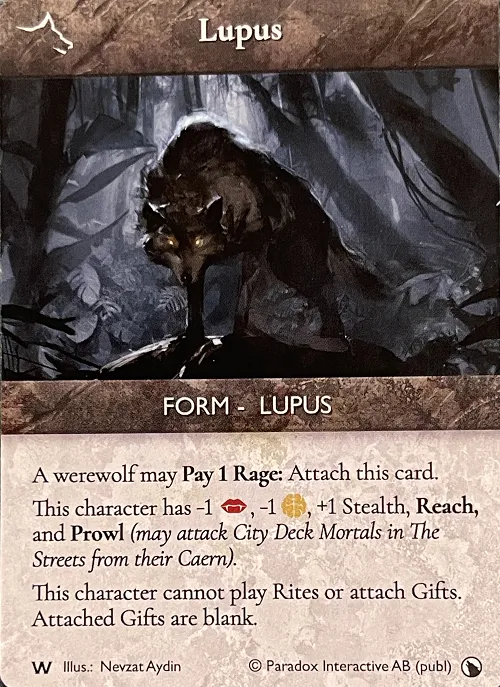 Lupus
FORM - LUPUS
A werewolf may Pay 1 Rage: Attach this card.
This character has -1 , -1 , +1 Stealth, Reach,
and Prowl (may attack City Deck Mortals in The
Streets from their Caern).
This character cannot play Rites or attach Gifts.
Attached Gifts are blank.
W Illus.: Nevzat Aydin © Paradox Interactive AB (publ)